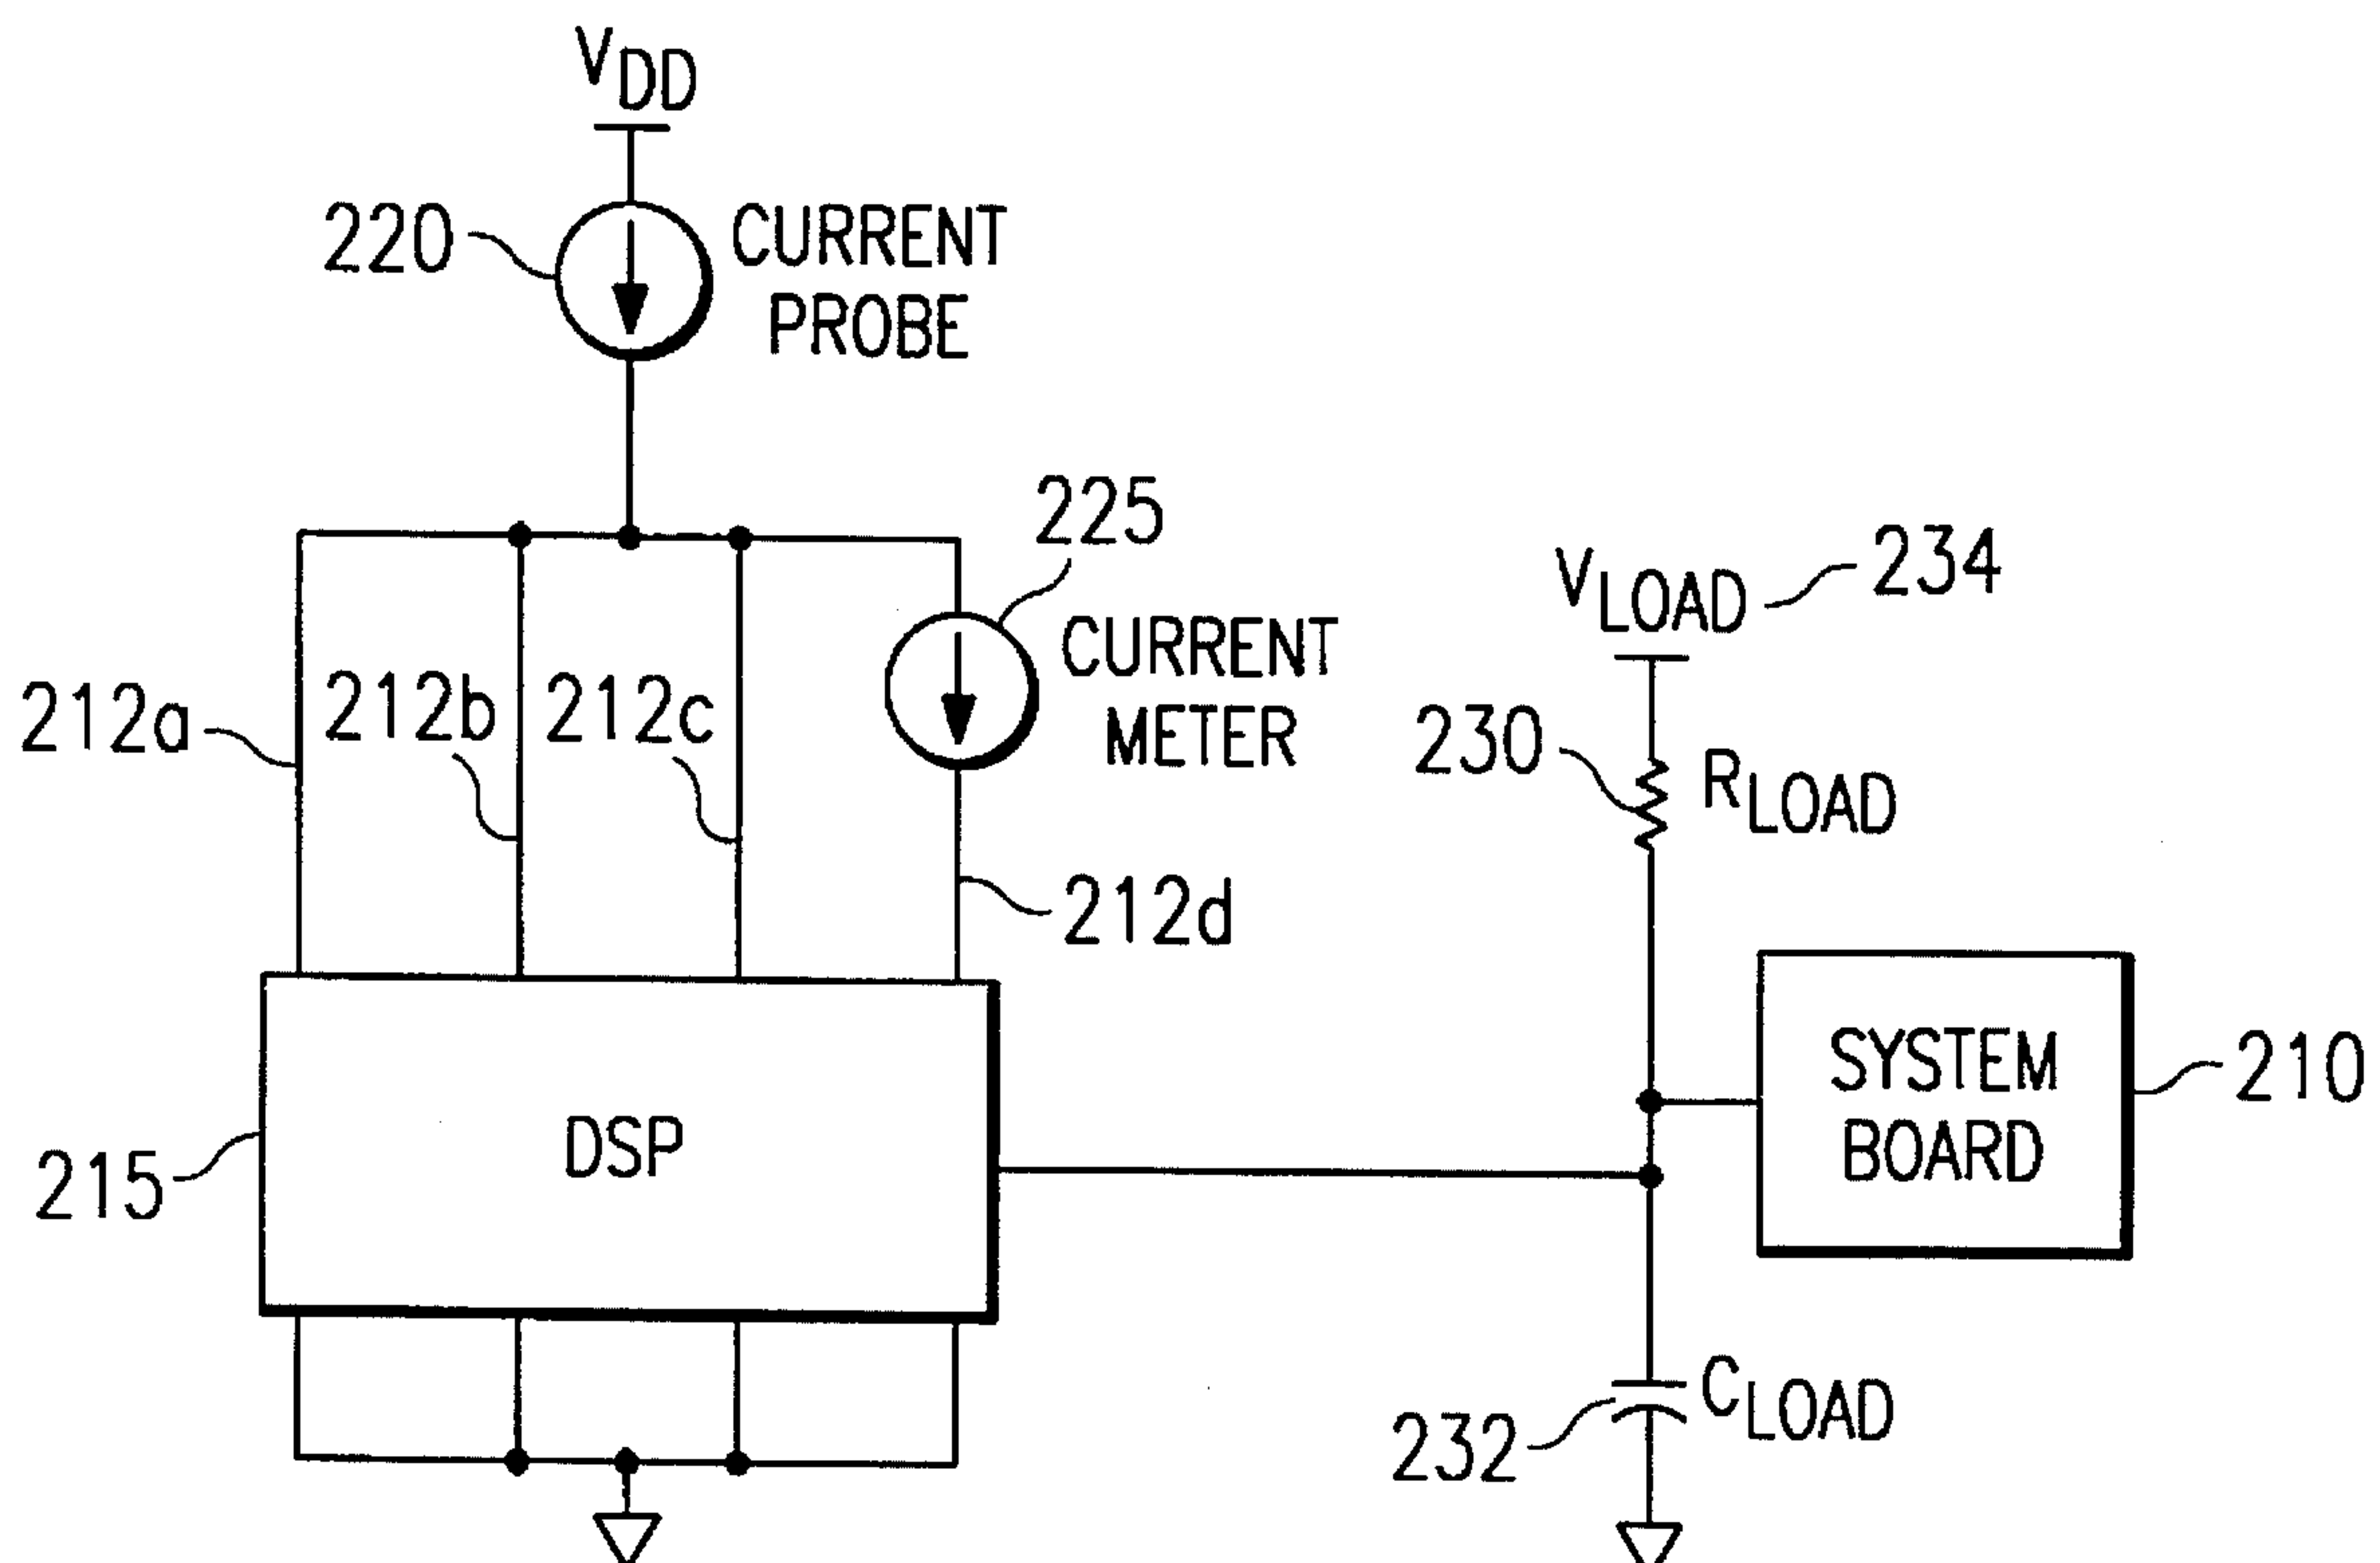 VDD
220
CURRENT
PROBE
225
CURRENT
METER
212a
212b
212c
212d
VLOAD
234
230
RLOAD
SYSTEM
BOARD
210
DSP
215
CLOAD
232